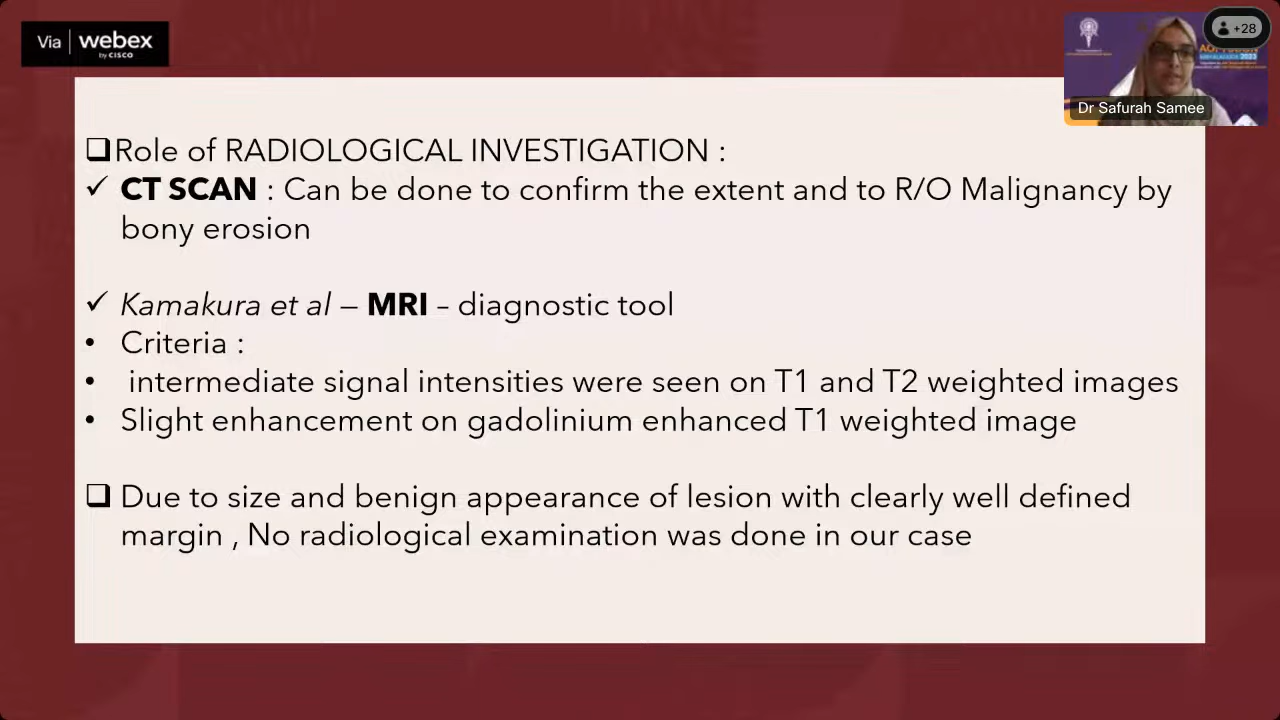 Via webex
by CISCO
+28
Dr Safurah Samee
❑Role of RADIOLOGICAL INVESTIGATION :
✓ CT SCAN : Can be done to confirm the extent and to R/O Malignancy by
bony erosion
✓ Kamakura et al – MRI – diagnostic tool
• Criteria :
• intermediate signal intensities were seen on T1 and T2 weighted images
• Slight enhancement on gadolinium enhanced T1 weighted image
❑ Due to size and benign appearance of lesion with clearly well defined
margin , No radiological examination was done in our case